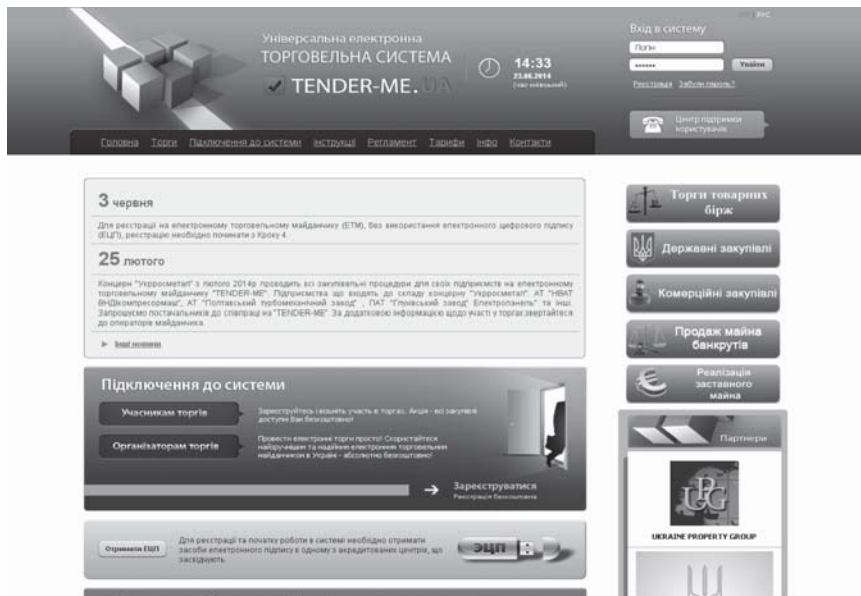 РУС
Універсальна електронна
ТОРГОВЕЛЬНА СИСТЕМА
TENDER-ME.UA
14:33
23.06.2014
(час київський)
Вхід в систему
Логін
••••••
Увійти
Реєстрація Забули пароль?
Центр підтримки
користувачів
Головна Торги Підключення до системи Інструкції Регламент Тарифи Інфо Контакти
3 червня
Для реєстрації на електронному торговельному майданчику (ЕТМ), без використання електронного цифрового підпису
(ЕЦП), реєстрацію необхідно починати з Кроку 4.
25 лютого
Концерн "Укрросметал" з лютого 2014р проводить всі закупівельні процедури для своїх підприємств на електронному
торговельному майданчику "TENDER-ME". Підприємства що входять до складу концерну "Укрросметал": АТ "НВАТ
ВНДІкомпресормаш", АТ "Полтавський турбомеханічний завод" , ПАТ "Глухівський завод" Електропанель" та інші.
Запрошуємо постачальників до співпраці на "TENDER-ME". За додатковою інформацією щодо участі у торгах звертайтеся
до операторів майданчика.
Інші новини
Підключення до системи
Учасникам торгів
Зареєструйтесь і візьміть участь в торгах. Акція - всі закупівлі
доступні Вам безкоштовно!
Організаторам торгів
Провести електронні торги просто! Скористайтеся
найзручнішим та надійним електронним торговельним
майданчиком в Україні - абсолютно безкоштовно!
Зареєструватися
Реєстрація безкоштовна
Отримати ЕЦП
Для реєстрації та початку роботи в системі необхідно отримати
засоби електронного підпису в одному з акредитованих центрів, що
засвідчують.
ЭЦП
Торги товарних
бірж
Державні закупівлі
Комерційні закупівлі
Продаж майна
банкрутів
Реалізація
заставного
майна
Партнери
UPG
UKRAINE PROPERTY GROUP